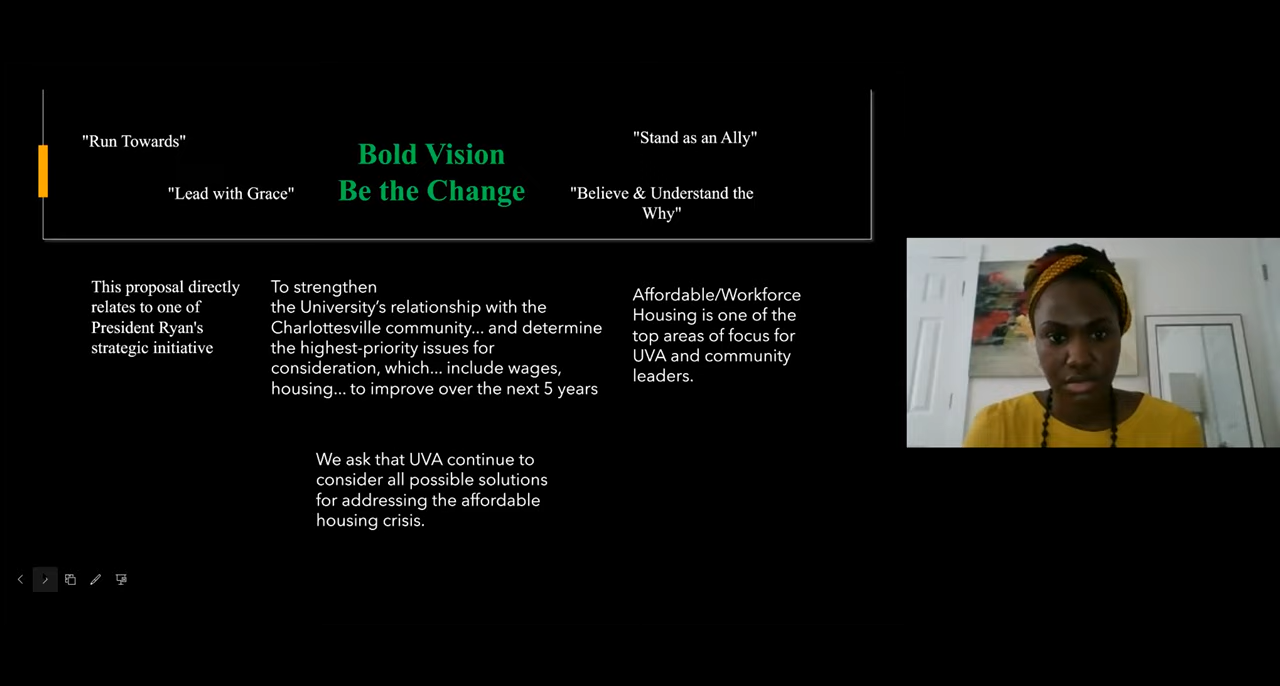 "Run Towards"
"Lead with Grace"
Bold Vision
Be the Change
"Stand as an Ally"
"Believe & Understand the
Why"
This proposal directly
relates to one of
President Ryan's
strategic initiative
To strengthen
the University’s relationship with the
Charlottesville community... and determine
the highest-priority issues for
consideration, which... include wages,
housing... to improve over the next 5 years
Affordable/Workforce
Housing is one of the
top areas of focus for
UVA and community
leaders.
We ask that UVA continue to
consider all possible solutions
for addressing the affordable
housing crisis.